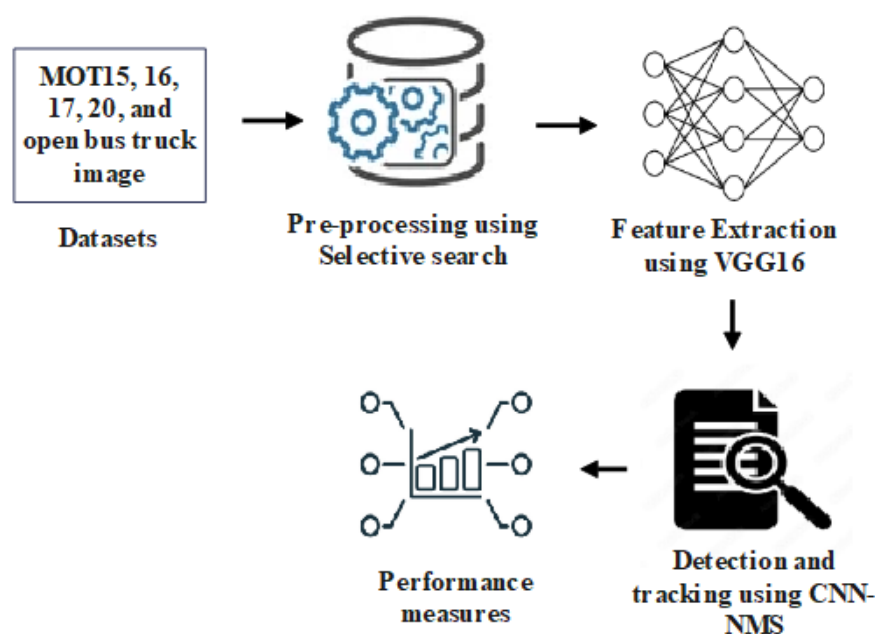 MOT15, 16,
17, 20, and
open bus truck
image
Datasets
Pre-processing using
Selective search
Feature Extraction
using VGG16
Detection and
tracking using CNN-
NMS
Performance
measures